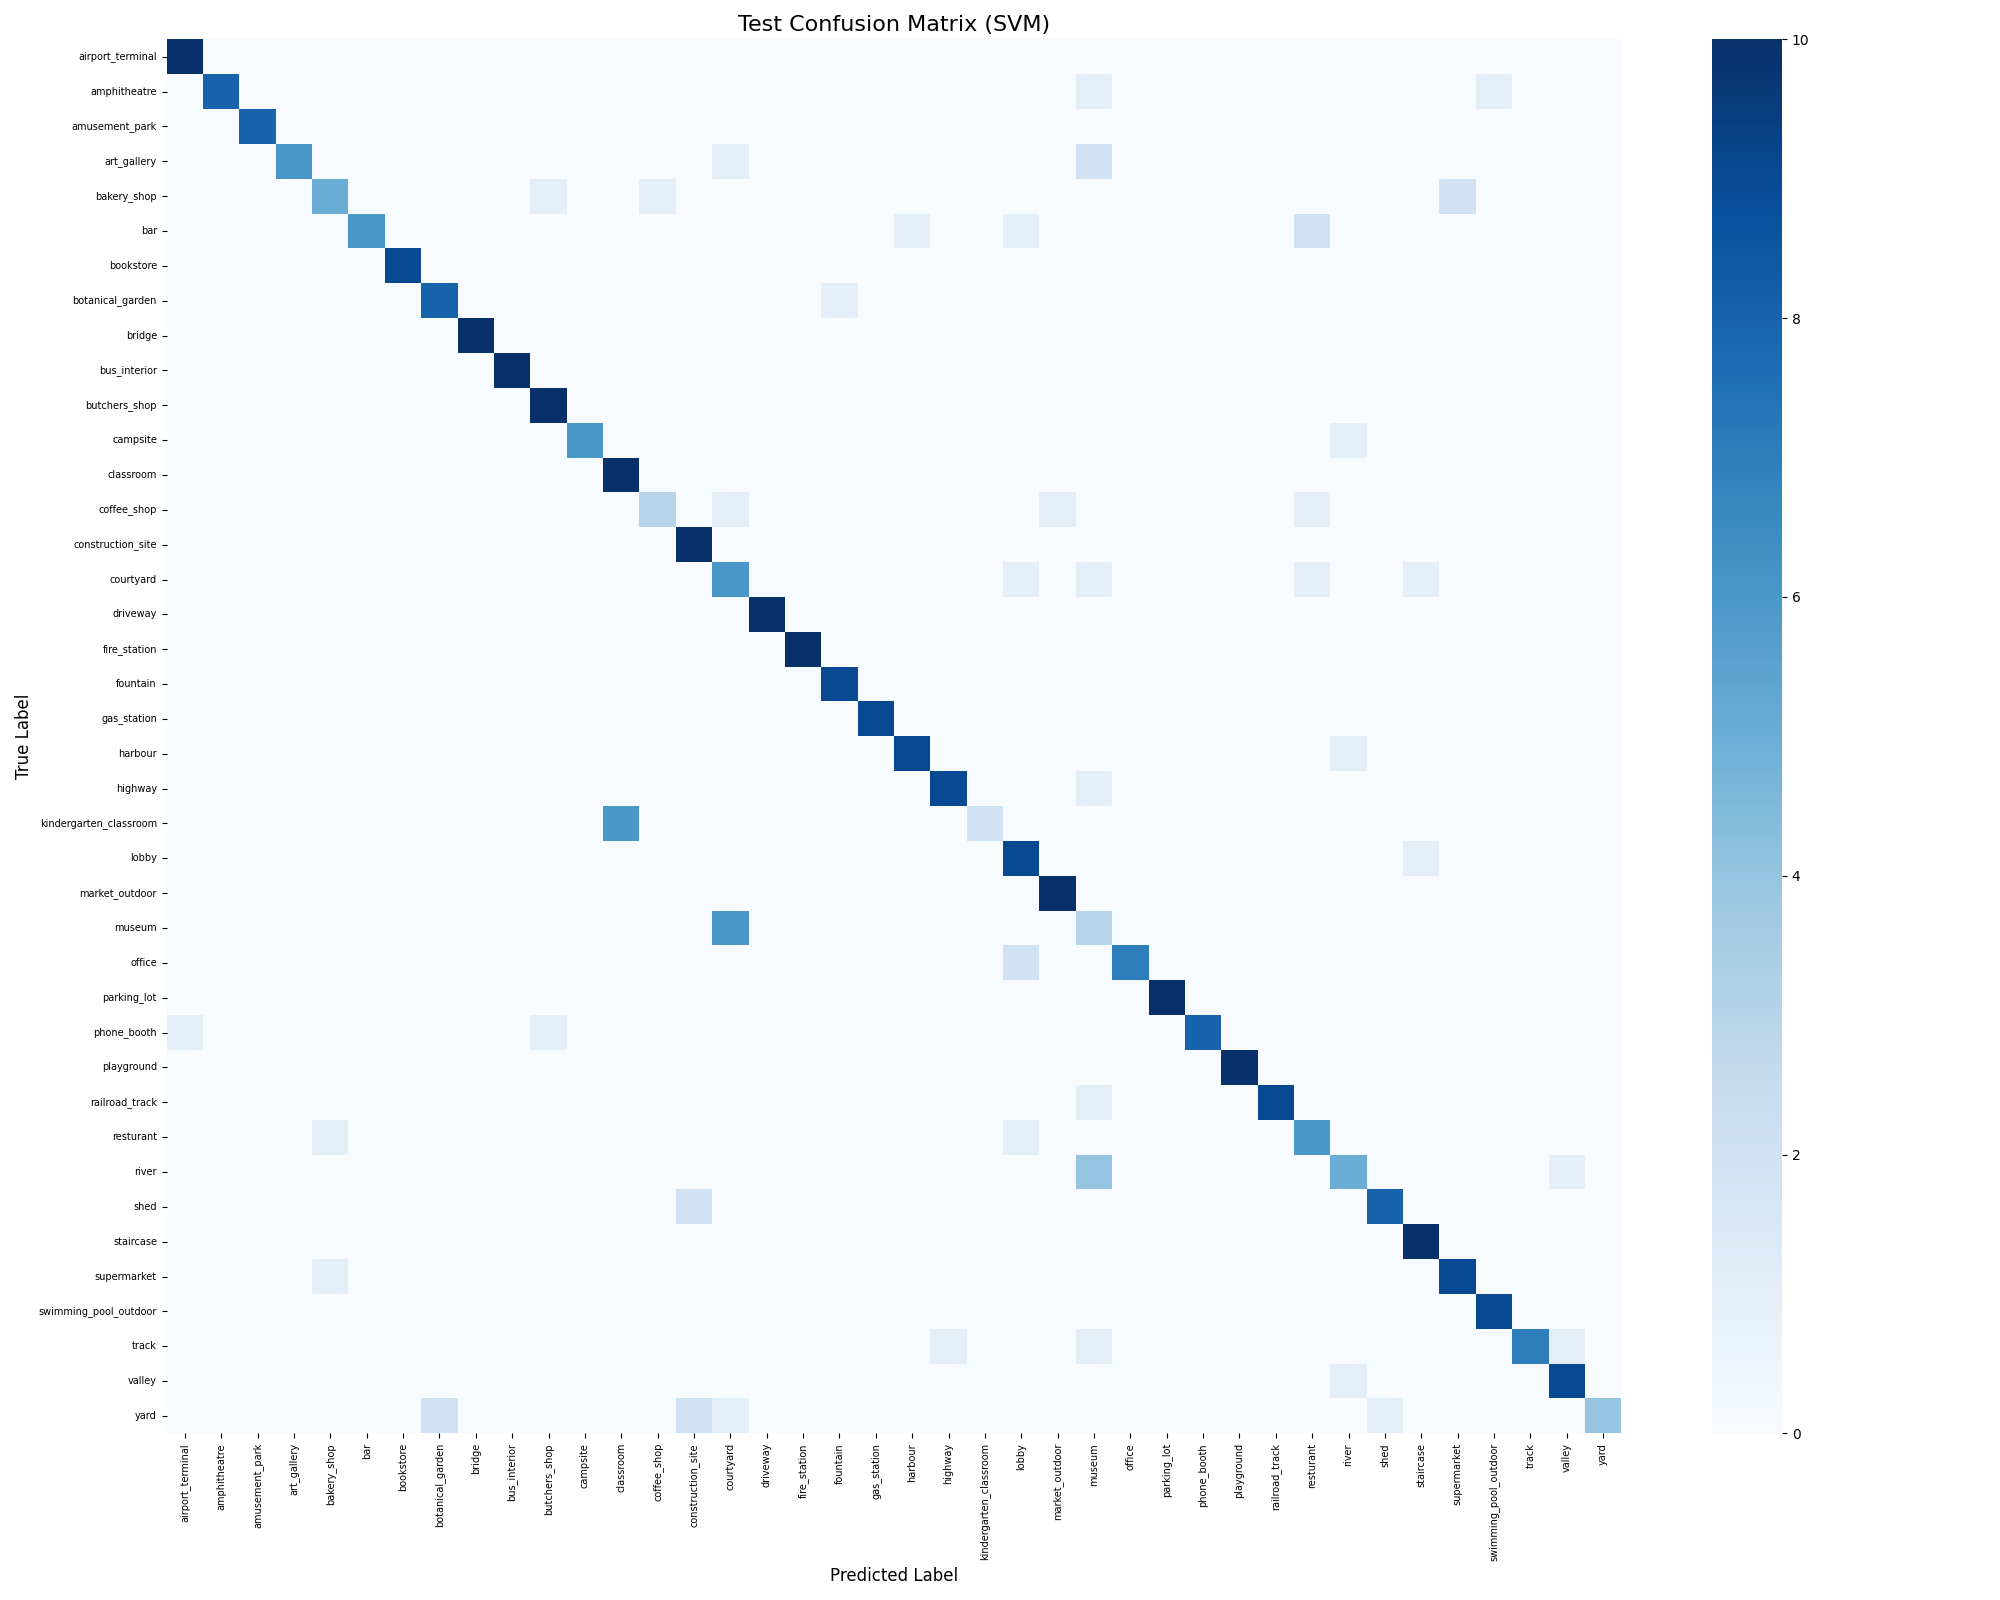 Test Confusion Matrix (SVM)
True Label
airport_terminal
amphitheatre
amusement_park
art_gallery
bakery_shop
bar
bookstore
botanical_garden
bridge
bus_interior
butchers_shop
campsite
classroom
coffee_shop
construction_site
courtyard
driveway
fire_station
fountain
gas_station
harbour
highway
kindergarten_classroom
lobby
market_outdoor
museum
office
parking_lot
phone_booth
playground
railroad_track
resturant
river
shed
staircase
supermarket
swimming_pool_outdoor
track
valley
yard
airport_terminal
amphitheatre
amusement_park
art_gallery
bakery_shop
bar
bookstore
botanical_garden
bridge
bus_interior
butchers_shop
campsite
classroom
coffee_shop
construction_site
courtyard
driveway
fire_station
fountain
gas_station
harbour
highway
kindergarten_classroom
lobby
market_outdoor
museum
office
parking_lot
phone_booth
playground
railroad_track
resturant
river
shed
staircase
supermarket
swimming_pool_outdoor
track
valley
yard
Predicted Label
10
8
6
4
2
0